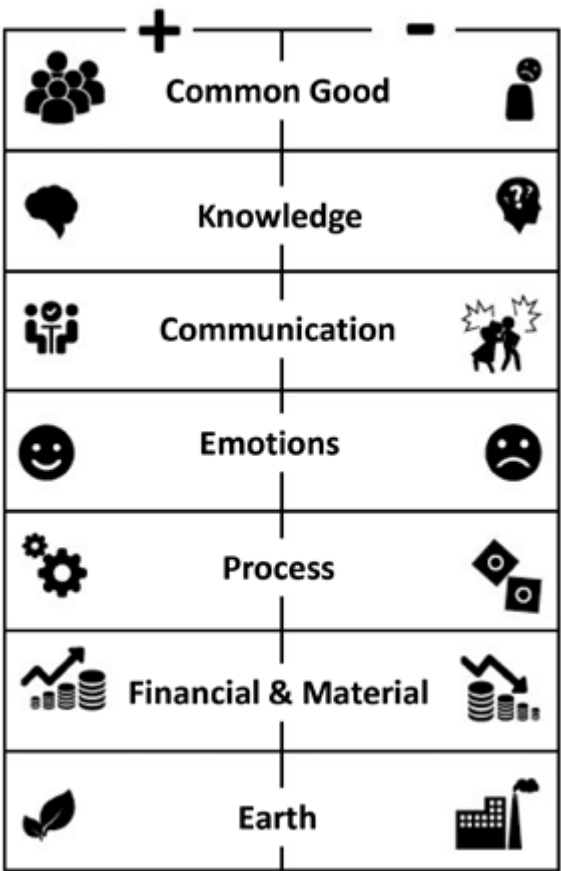 + -
Common Good
Knowledge
Communication
Emotions
Process
Financial & Material
Earth